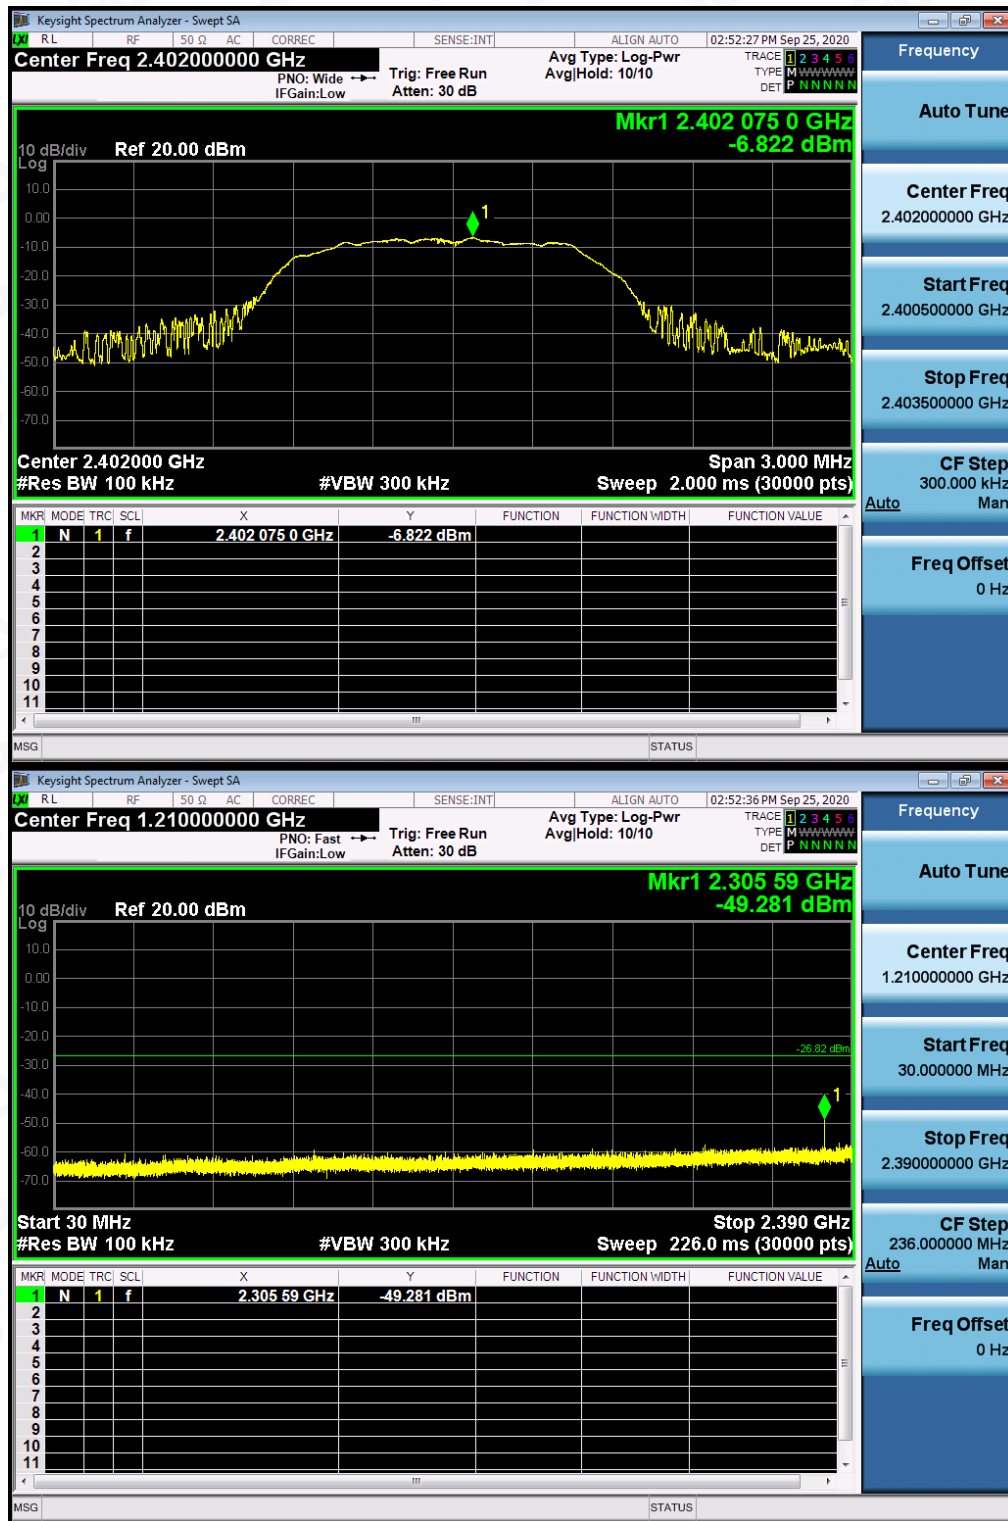 Keysight Spectrum Analyzer - Swept SA
LXI RL RF 50 Ω AC CORREC SENSE:INT ALIGN AUTO 02:52:27 PM Sep 25, 2020
Center Freq 2.402000000 GHz
PNO: Wide
IFGain:Low
Trig: Free Run
Atten: 30 dB
Avg Type: Log-Pwr
Avg|Hold: 10/10
TRACE 1 2 3 4 5 6
TYPE M WWWWW
DET P N N N N N
Mkr1 2.402 075 0 GHz
-6.822 dBm
10 dB/div Ref 20.00 dBm
Log
10.0
0.00
-10.0
-20.0
-30.0
-40.0
-50.0
-60.0
-70.0
1
Center 2.402000 GHz Span 3.000 MHz
#Res BW 100 kHz #VBW 300 kHz Sweep 2.000 ms (30000 pts)
MKR MODE TRC SCL X Y FUNCTION FUNCTION WIDTH FUNCTION VALUE
1 N 1 f 2.402 075 0 GHz -6.822 dBm
2
3
4
5
6
7
8
9
10
11
MSG STATUS
Frequency
Auto Tune
Center Freq
2.402000000 GHz
Start Freq
2.400500000 GHz
Stop Freq
2.403500000 GHz
CF Step
300.000 kHz
Auto Man
Freq Offset
0 Hz
Keysight Spectrum Analyzer - Swept SA
LXI RL RF 50 Ω AC CORREC SENSE:INT ALIGN AUTO 02:52:36 PM Sep 25, 2020
Center Freq 1.210000000 GHz
PNO: Fast
IFGain:Low
Trig: Free Run
Atten: 30 dB
Avg Type: Log-Pwr
Avg|Hold: 10/10
TRACE 1 2 3 4 5 6
TYPE M WWWWW
DET P N N N N N
Mkr1 2.305 59 GHz
-49.281 dBm
10 dB/div Ref 20.00 dBm
Log
10.0
0.00
-10.0
-20.0
-30.0
-40.0
-50.0
-60.0
-70.0
-26.82 dBm
1
Start 30 MHz Stop 2.390 GHz
#Res BW 100 kHz #VBW 300 kHz Sweep 226.0 ms (30000 pts)
MKR MODE TRC SCL X Y FUNCTION FUNCTION WIDTH FUNCTION VALUE
1 N 1 f 2.305 59 GHz -49.281 dBm
2
3
4
5
6
7
8
9
10
11
MSG STATUS
Frequency
Auto Tune
Center Freq
1.210000000 GHz
Start Freq
30.000000 MHz
Stop Freq
2.390000000 GHz
CF Step
236.000000 MHz
Auto Man
Freq Offset
0 Hz